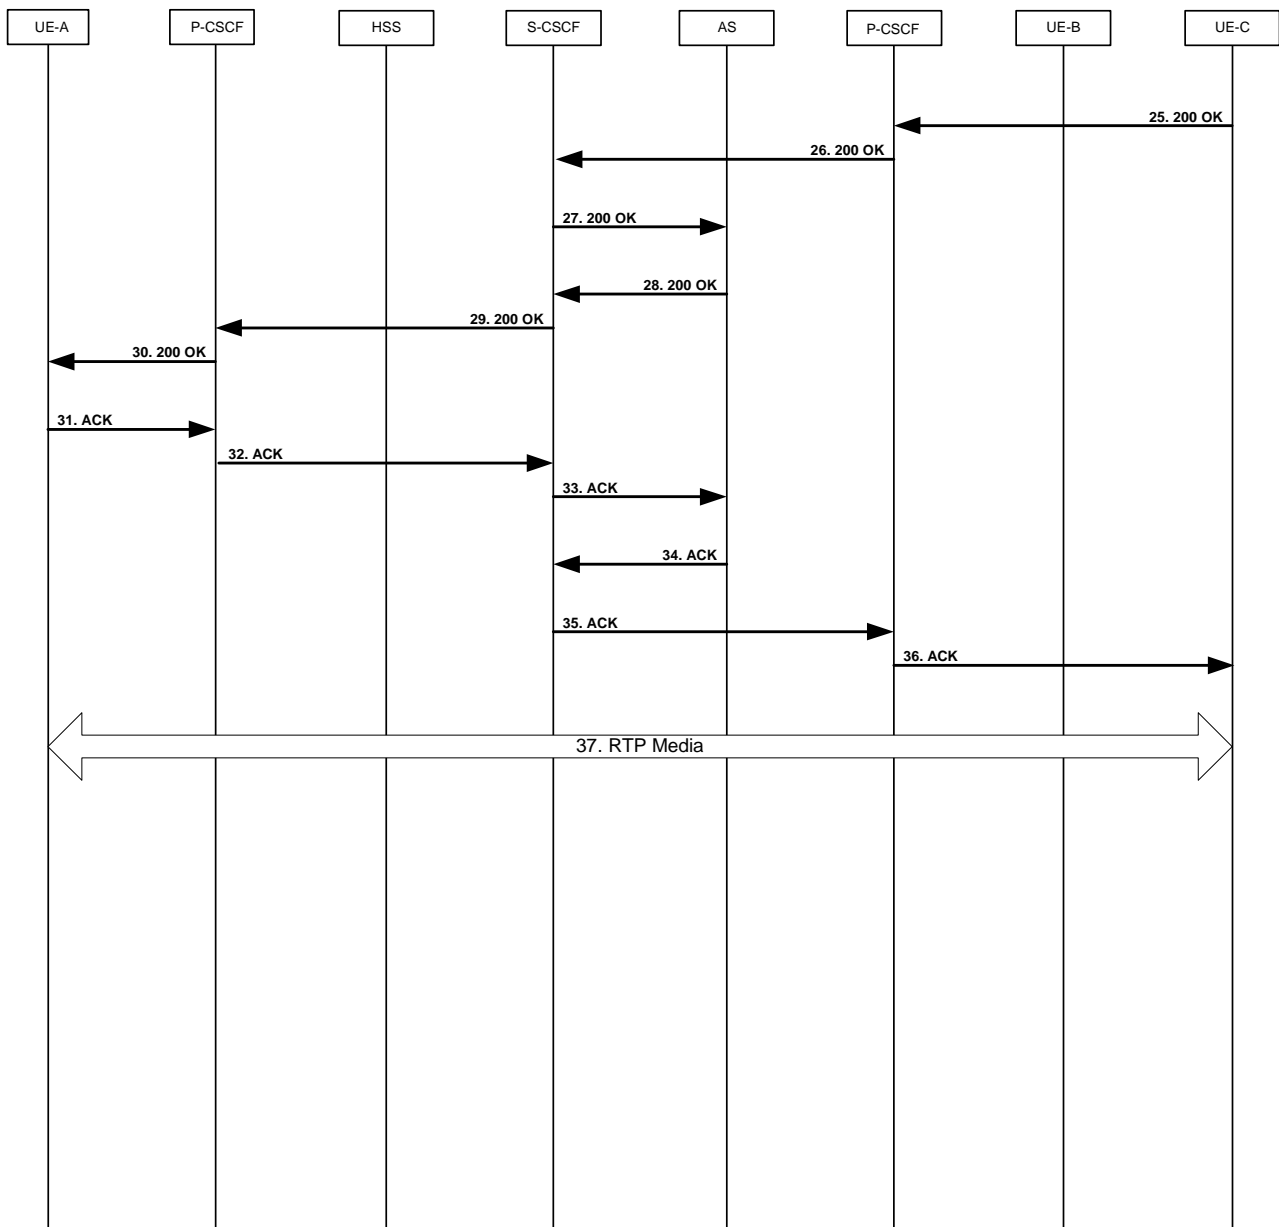 UE-A
P-CSCF
HSS
S-CSCF
AS
P-CSCF
UE-B
UE-C
25. 200 OK
26. 200 OK
27. 200 OK
28. 200 OK
29. 200 OK
30. 200 OK
31. ACK
32. ACK
33. ACK
34. ACK
35. ACK
36. ACK
37. RTP Media